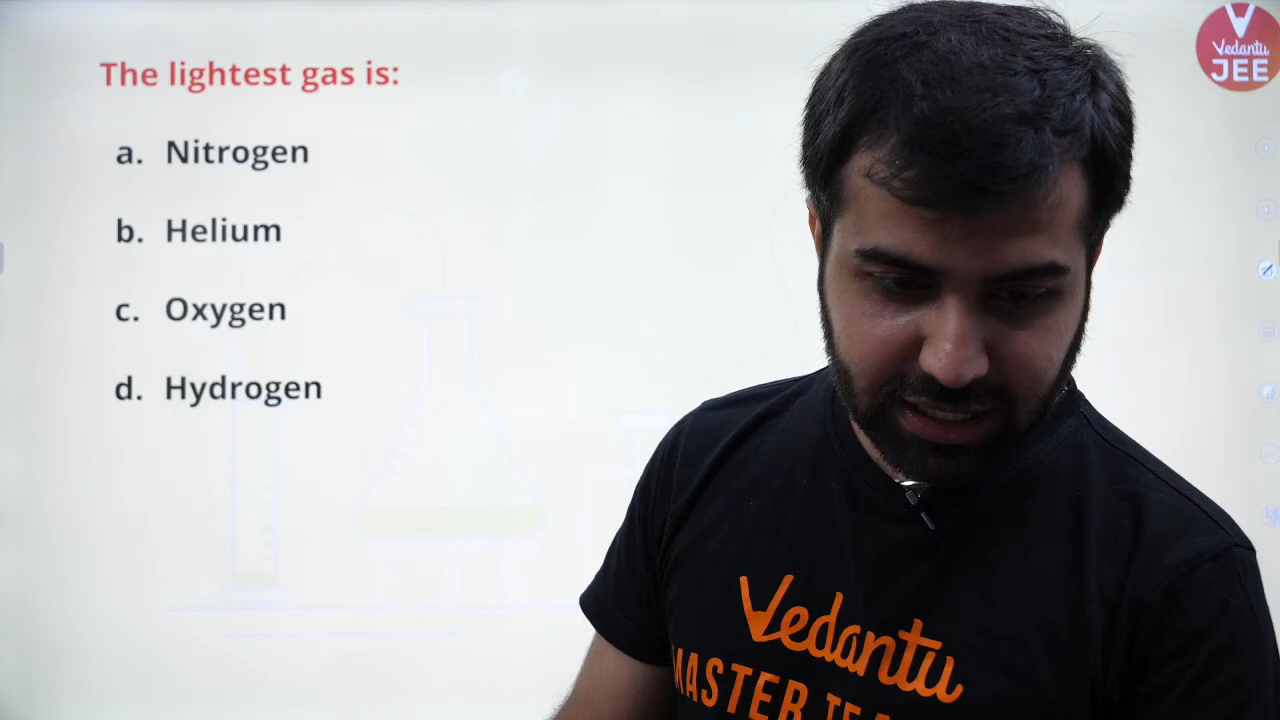 The lightest gas is:
a. Nitrogen
b. Helium
c. Oxygen
d. Hydrogen
Vedantu
JEE
Vedantu
MASTER